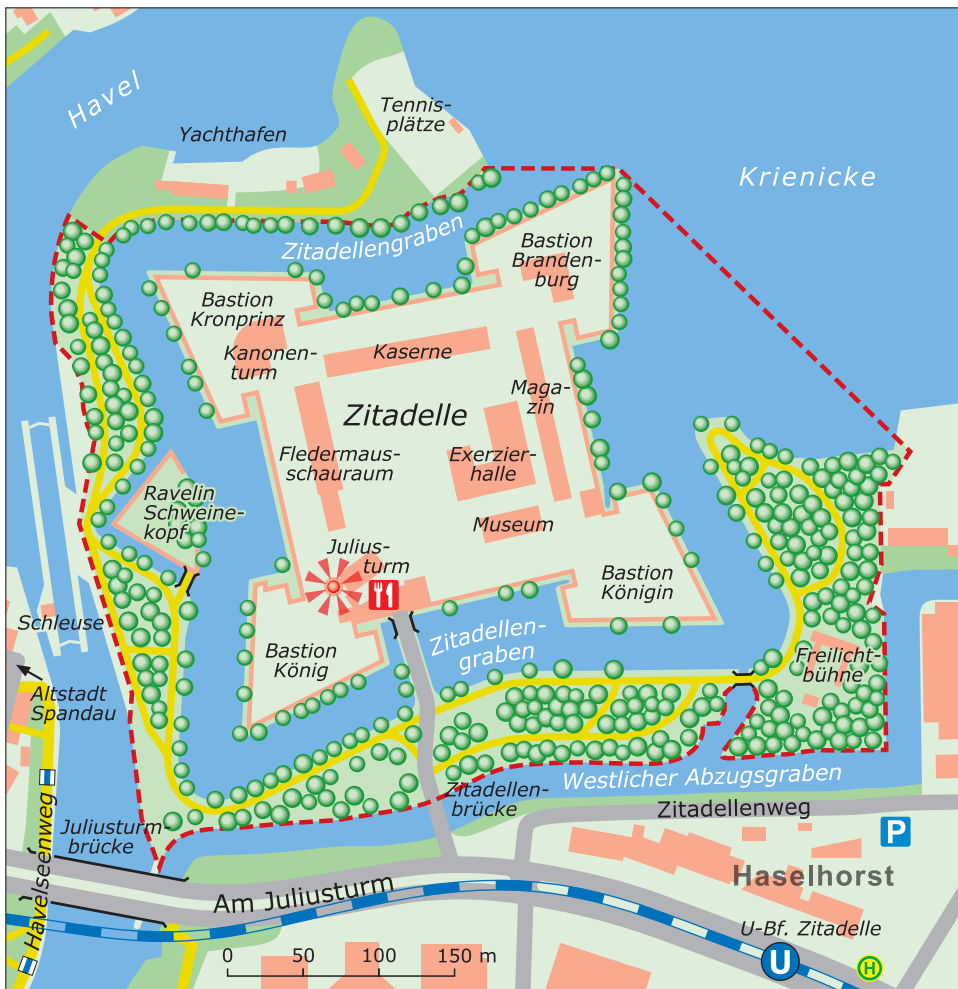 Havel
Yachthafen
Tennis-
plätze
Krienicke
Zitadellengraben
Bastion
Branden-
burg
Bastion
Kronprinz
Kanonen-
turm
Kaserne
Maga-
zin
Zitadelle
Fledermaus-
schauraum
Exerzier-
halle
Ravelin
Schweine-
kopf
Museum
Julius-
turm
Bastion
Königin
Schleuse
Zitadellen-
graben
Bastion
König
Freilicht-
bühne
Altstadt
Spandau
Westlicher Abzugsgraben
Zitadellen-
brücke
Zitadellenweg
Juliusturm-
brücke
P
Havelseenweg
Am Juliusturm
Haselhorst
U-Bf. Zitadelle
U
H
0 50 100 150 m